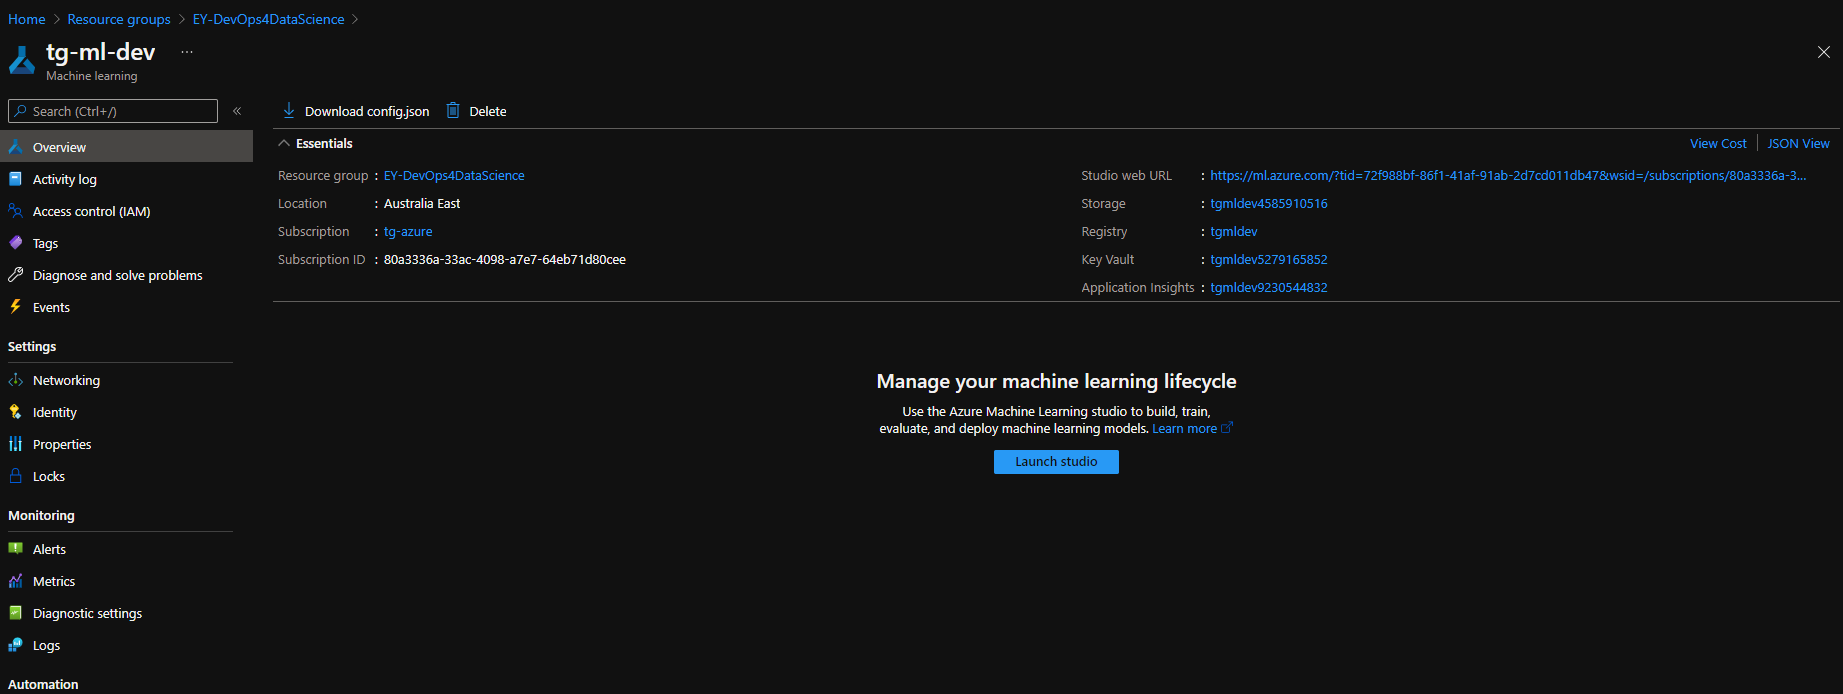 Home > Resource groups > EY-DevOps4DataScience >
tg-ml-dev ...
Machine learning
Search (Ctrl+/) «
Overview
Activity log
Access control (IAM)
Tags
Diagnose and solve problems
Events
Settings
Networking
Identity
Properties
Locks
Monitoring
Alerts
Metrics
Diagnostic settings
Logs
Automation
Download config.json Delete
Essentials
View Cost JSON View
Resource group : EY-DevOps4DataScience
Location : Australia East
Subscription : tg-azure
Subscription ID : 80a3336a-33ac-4098-a7e7-64eb71d80cee
Studio web URL : https://ml.azure.com/?tid=72f988bf-86f1-41af-91ab-2d7cd011db47&wsid=/subscriptions/80a3336a-3...
Storage : tgmldev4585910516
Registry : tgmldev
Key Vault : tgmldev5279165852
Application Insights : tgmldev9230544832
Manage your machine learning lifecycle
Use the Azure Machine Learning studio to build, train,
evaluate, and deploy machine learning models. Learn more
Launch studio